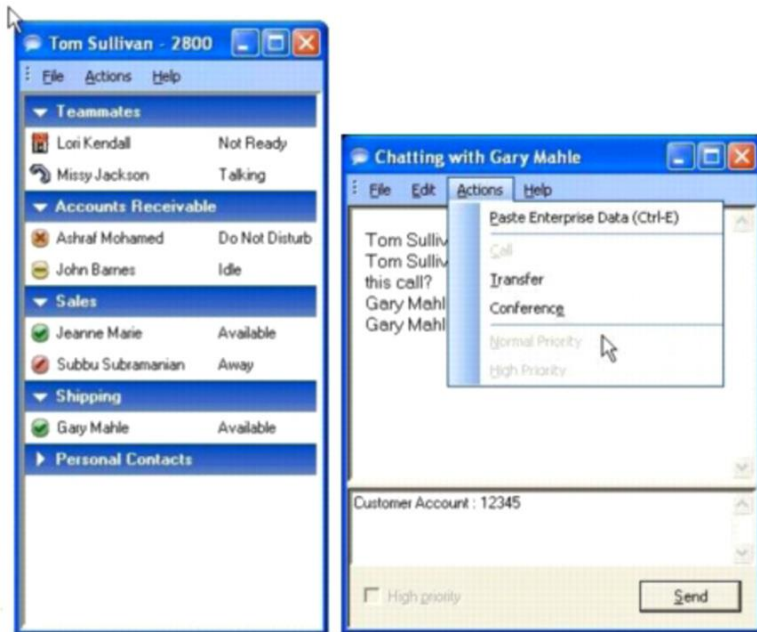 Tom Sullivan - 2800
File Actions Help
Teammates
Lori Kendall Not Ready
Missy Jackson Talking
Accounts Receivable
Ashraf Mohamed Do Not Disturb
John Barnes Idle
Sales
Jeanne Marie Available
Subbu Subramanian Away
Shipping
Gary Mahle Available
Personal Contacts
Chatting with Gary Mahle
File Edit Actions Help
Paste Enterprise Data (Ctrl-E)
Call
Transfer
Conference
Normal Priority
High Priority
Tom Sulliv
Tom Sulliv
this call?
Gary Mahl
Gary Mahl
Customer Account : 12345
High priority
Send